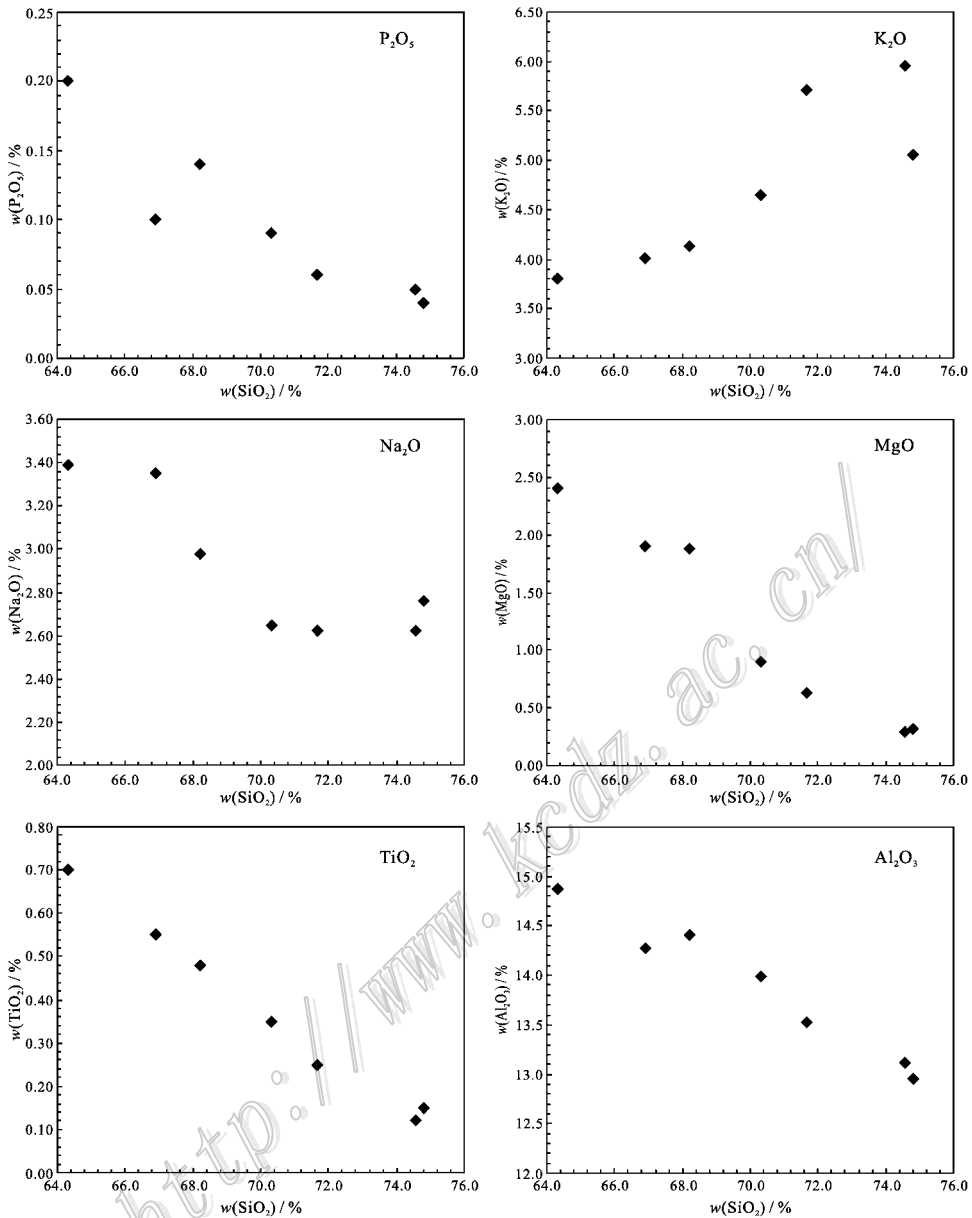 P₂O₅
0.25
0.20
0.15
0.10
0.05
0.00
w(P₂O₅) / %
64.0 66.0 68.0 70.0 72.0 74.0 76.0
w(SiO₂) / %
K₂O
6.50
6.00
5.50
5.00
4.50
4.00
3.50
3.00
w(K₂O) / %
64.0 66.0 68.0 70.0 72.0 74.0 76.0
w(SiO₂) / %
Na₂O
3.60
3.40
3.20
3.00
2.80
2.60
2.40
2.20
2.00
w(Na₂O) / %
64.0 66.0 68.0 70.0 72.0 74.0 76.0
w(SiO₂) / %
MgO
3.00
2.50
2.00
1.50
1.00
0.50
0.00
w(MgO) / %
64.0 66.0 68.0 70.0 72.0 74.0 76.0
w(SiO₂) / %
TiO₂
0.80
0.70
0.60
0.50
0.40
0.30
0.20
0.10
0.00
w(TiO₂) / %
64.0 66.0 68.0 70.0 72.0 74.0 76.0
w(SiO₂) / %
Al₂O₃
15.5
15.0
14.5
14.0
13.5
13.0
12.5
12.0
w(Al₂O₃) / %
64.0 66.0 68.0 70.0 72.0 74.0 76.0
w(SiO₂) / %
http://www.kcdz.ac.cn/